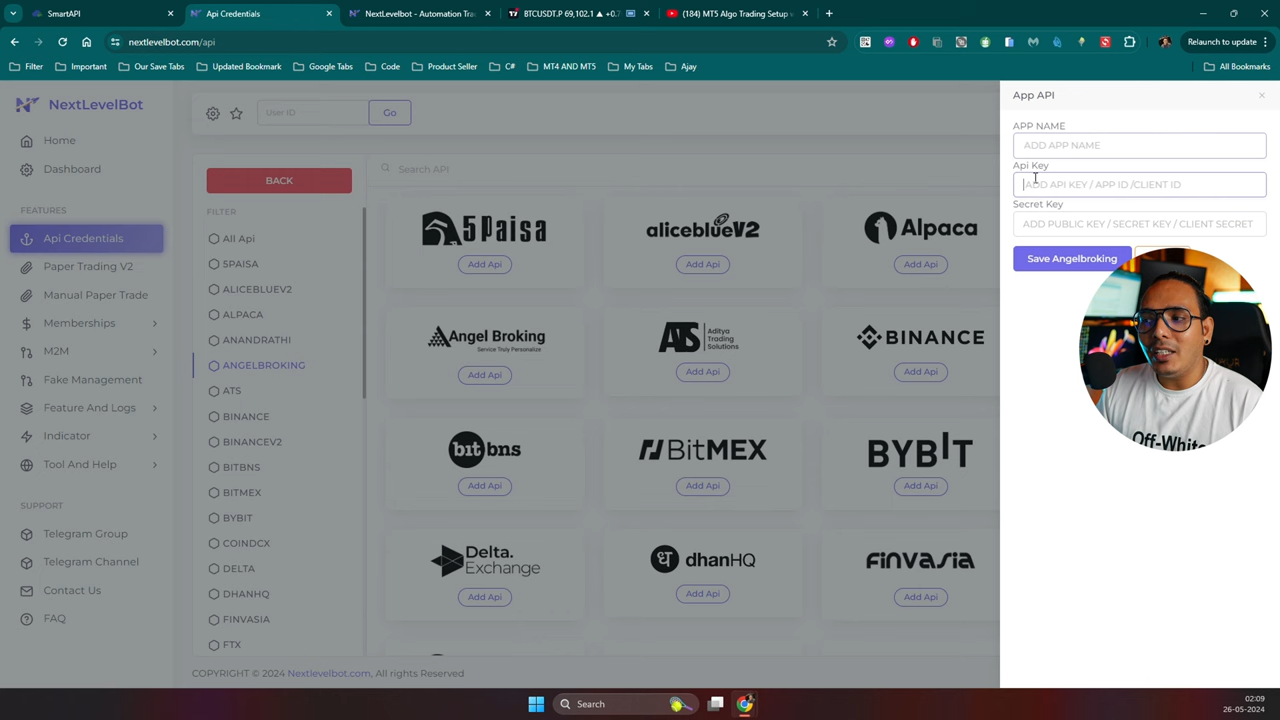 SmartAPI
Api Credentials
NextLevelbot - Automation Tra
BTCUSDT.P 69,102.1 ▲ +0.7
(184) MT5 Algo Trading Setup
nextlevelbot.com/api
Relaunch to update
Filter
Important
Our Save Tabs
Updated Bookmark
Google Tabs
Code
Product Seller
C#
MT4 AND MT5
My Tabs
Ajay
All Bookmarks
NextLevelBot
Home
Dashboard
FEATURES
Api Credentials
Paper Trading V2
Manual Paper Trade
Memberships
M2M
Fake Management
Feature And Logs
Indicator
Tool And Help
SUPPORT
Telegram Group
Telegram Channel
Contact Us
FAQ
User ID
Go
BACK
FILTER
All Api
5PAISA
ALICEBLUEV2
ALPACA
ANANDRATHI
ANGELBROKING
ATS
BINANCE
BINANCEV2
BITBNS
BITMEX
BYBIT
COINDCX
DELTA
DHANHQ
FINVASIA
FTX
Search API
5Paisa
Add Api
aliceblueV2
Add Api
Alpaca
Add Api
Angel Broking
Service Truly Personalize
Add Api
ATS
Aditya
Trading
Solutions
Add Api
BINANCE
Add Api
bitbns
Add Api
BitMEX
Add Api
BYBIT
Add Api
Delta.
Exchange
Add Api
dhanHQ
Add Api
FINVASIA
Add Api
COPYRIGHT © 2024 Nextlevelbot.com, All rights Reserved
App API
APP NAME
ADD APP NAME
Api Key
ADD API KEY / APP ID /CLIENT ID
Secret Key
ADD PUBLIC KEY / SECRET KEY / CLIENT SECRET
Save Angelbroking
Off-White
Search
02:09
26-05-2024